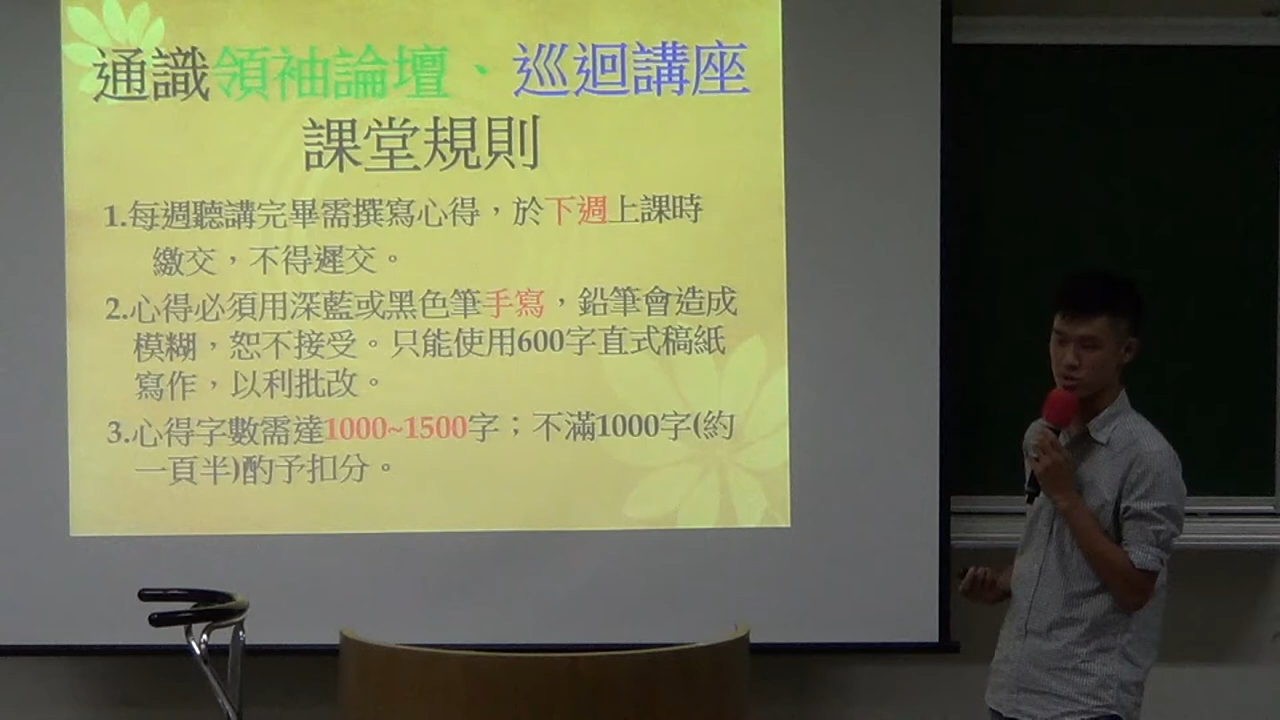 通識領袖論壇、巡迴講座
課堂規則
1.每週聽講完畢需撰寫心得，於下週上課時
繳交，不得遲交。
2.心得必須用深藍或黑色筆手寫，鉛筆會造成
模糊，恕不接受。只能使用600字直式稿紙
寫作，以利批改。
3.心得字數需達1000~1500字；不滿1000字(約
一頁半)酌予扣分。